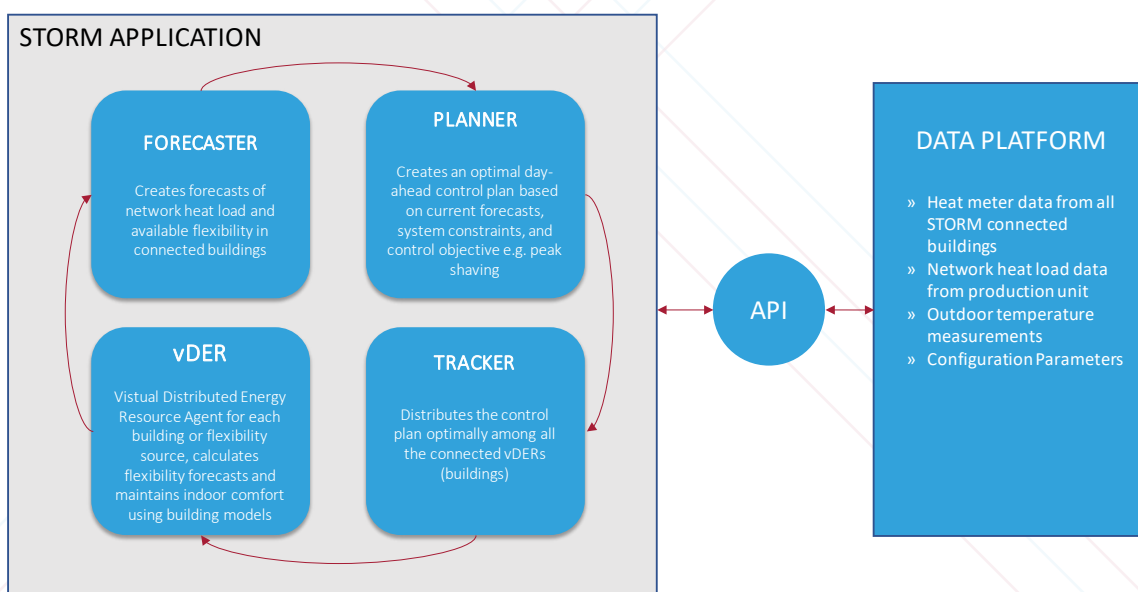 STORM APPLICATION
FORECASTER
Creates forecasts of
network heat load and
available flexibility in
connected buildings
PLANNER
Creates an optimal day-
ahead control plan based
on current forecasts,
system constraints, and
control objective e.g. peak
shaving
vDER
Vistual Distributed Energy
Resource Agent for each
building or flexibility
source, calculates
flexibility forecasts and
maintains indoor comfort
using building models
TRACKER
Distributes the control
plan optimally among all
the connected vDERs
(buildings)
API
DATA PLATFORM
» Heat meter data from all
STORM connected
buildings
» Network heat load data
from production unit
» Outdoor temperature
measurements
» Configuration Parameters